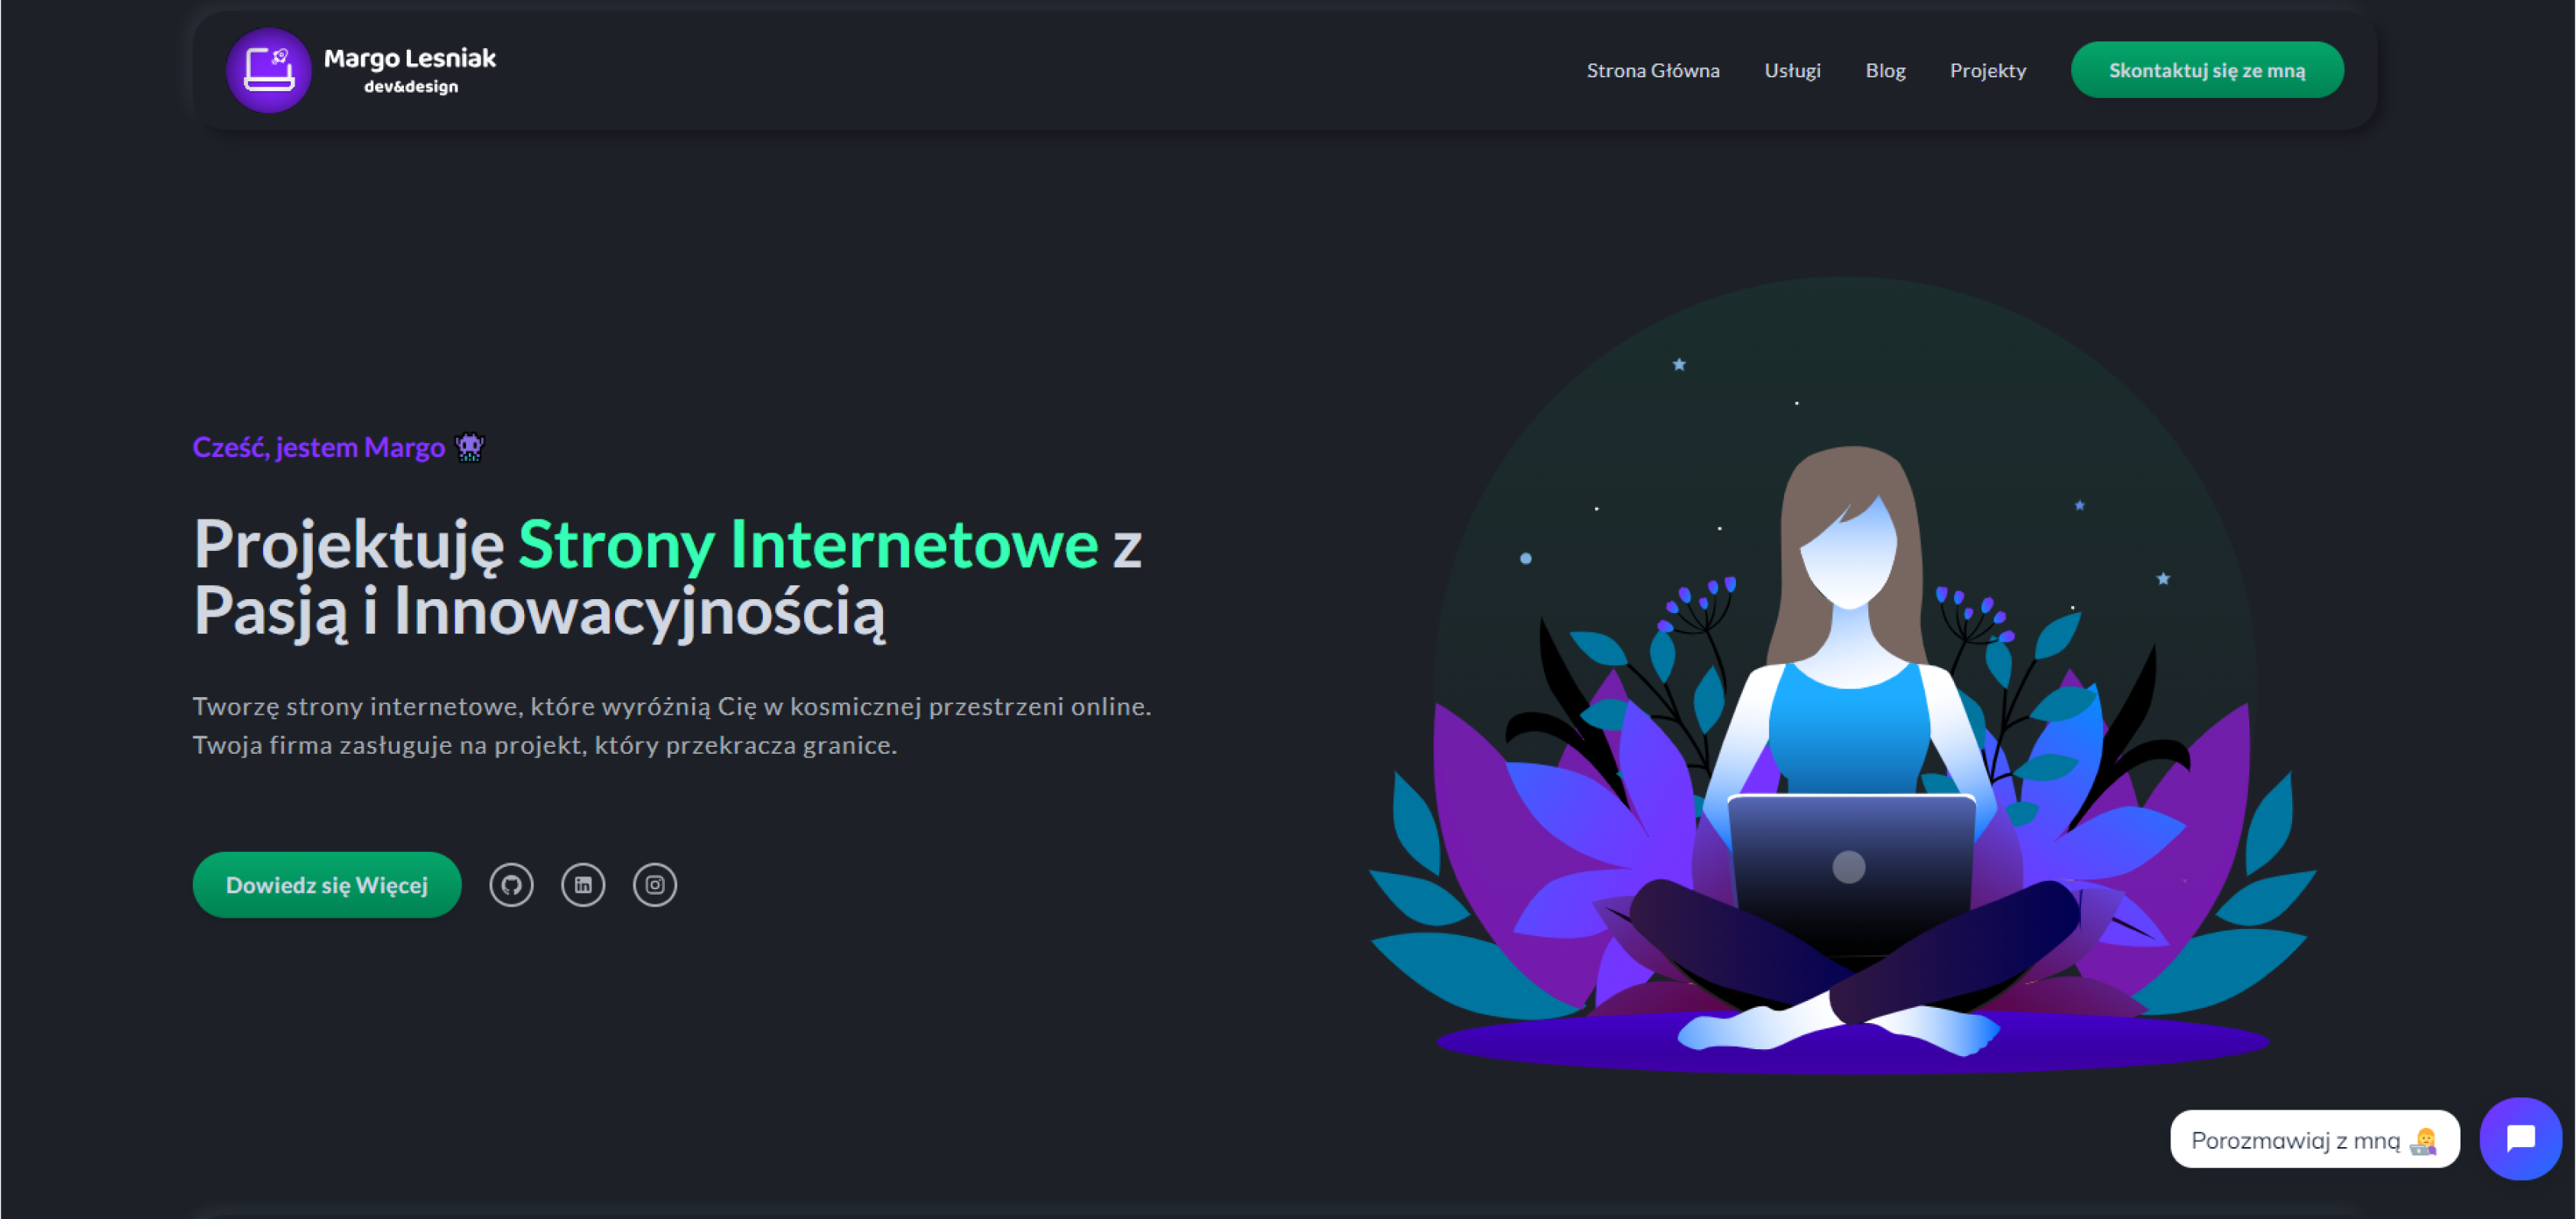 Margo Lesniak
dev&design
Strona Główna
Usługi
Blog
Projekty
Skontaktuj się ze mną
Cześć, jestem Margo
Projektuję Strony Internetowe z
Pasją i Innowacyjnością
Tworzę strony internetowe, które wyróżnią Cię w kosmicznej przestrzeni online.
Twoja firma zasługuje na projekt, który przekracza granice.
Dowiedz się Więcej
in
Porozmawiaj z mną